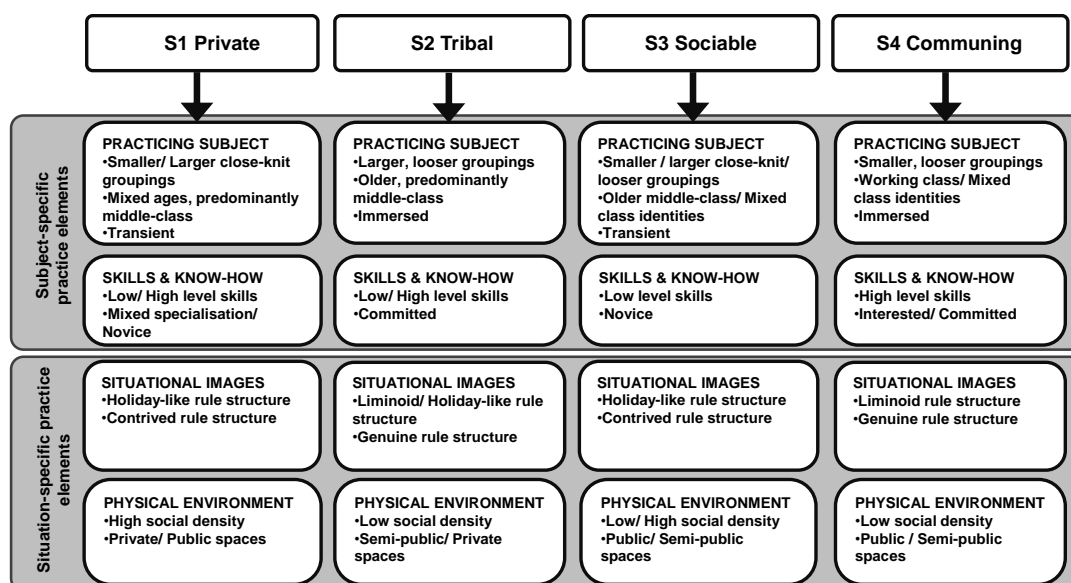 S1 Private
S2 Tribal
S3 Sociable
S4 Communing
Subject-specific
practice elements
PRACTICING SUBJECT
•Smaller/ Larger close-knit
groupings
•Mixed ages, predominantly
middle-class
•Transient
PRACTICING SUBJECT
•Larger, looser groupings
•Older, predominantly
middle-class
•Immersed
PRACTICING SUBJECT
•Smaller / larger close-knit/
looser groupings
•Older middle-class/ Mixed
class identities
•Transient
PRACTICING SUBJECT
•Smaller, looser groupings
•Working class/ Mixed
class identities
•Immersed
SKILLS & KNOW-HOW
•Low/ High level skills
•Mixed specialisation/
Novice
SKILLS & KNOW-HOW
•Low/ High level skills
•Committed
SKILLS & KNOW-HOW
•Low level skills
•Novice
SKILLS & KNOW-HOW
•High level skills
•Interested/ Committed
Situation-specific practice
elements
SITUATIONAL IMAGES
•Holiday-like rule structure
•Contrived rule structure
SITUATIONAL IMAGES
•Liminoid/ Holiday-like rule
structure
•Genuine rule structure
SITUATIONAL IMAGES
•Holiday-like rule structure
•Contrived rule structure
SITUATIONAL IMAGES
•Liminoid rule structure
•Genuine rule structure
PHYSICAL ENVIRONMENT
•High social density
•Private/ Public spaces
PHYSICAL ENVIRONMENT
•Low social density
•Semi-public/ Private
spaces
PHYSICAL ENVIRONMENT
•Low/ High social density
•Public/ Semi-public
spaces
PHYSICAL ENVIRONMENT
•Low social density
•Public / Semi-public
spaces